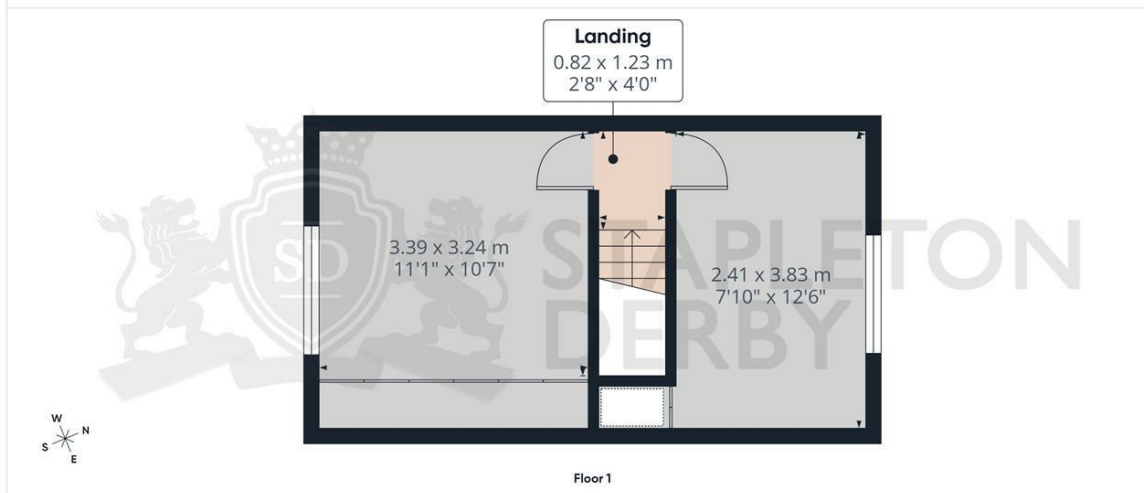 Landing
0.82 x 1.23 m
2'8" x 4'0"
3.39 x 3.24 m
11'1" x 10'7"
2.41 x 3.83 m
7'10" x 12'6"
SD
STAPLETON
DERBY
W
N
S
E
Floor 1